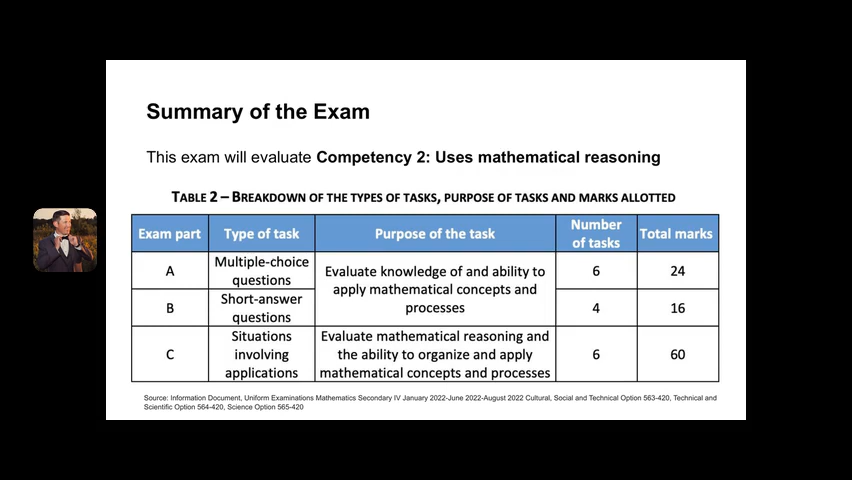 Summary of the Exam
This exam will evaluate Competency 2: Uses mathematical reasoning
TABLE 2 – BREAKDOWN OF THE TYPES OF TASKS, PURPOSE OF TASKS AND MARKS ALLOTTED
Exam part Type of task Purpose of the task Number of tasks Total marks
A Multiple-choice questions Evaluate knowledge of and ability to apply mathematical concepts and processes 6 24
B Short-answer questions 4 16
C Situations involving applications Evaluate mathematical reasoning and the ability to organize and apply mathematical concepts and processes 6 60
Source: Information Document, Uniform Examinations Mathematics Secondary IV January 2022-June 2022-August 2022 Cultural, Social and Technical Option 563-420, Technical and
Scientific Option 564-420, Science Option 565-420